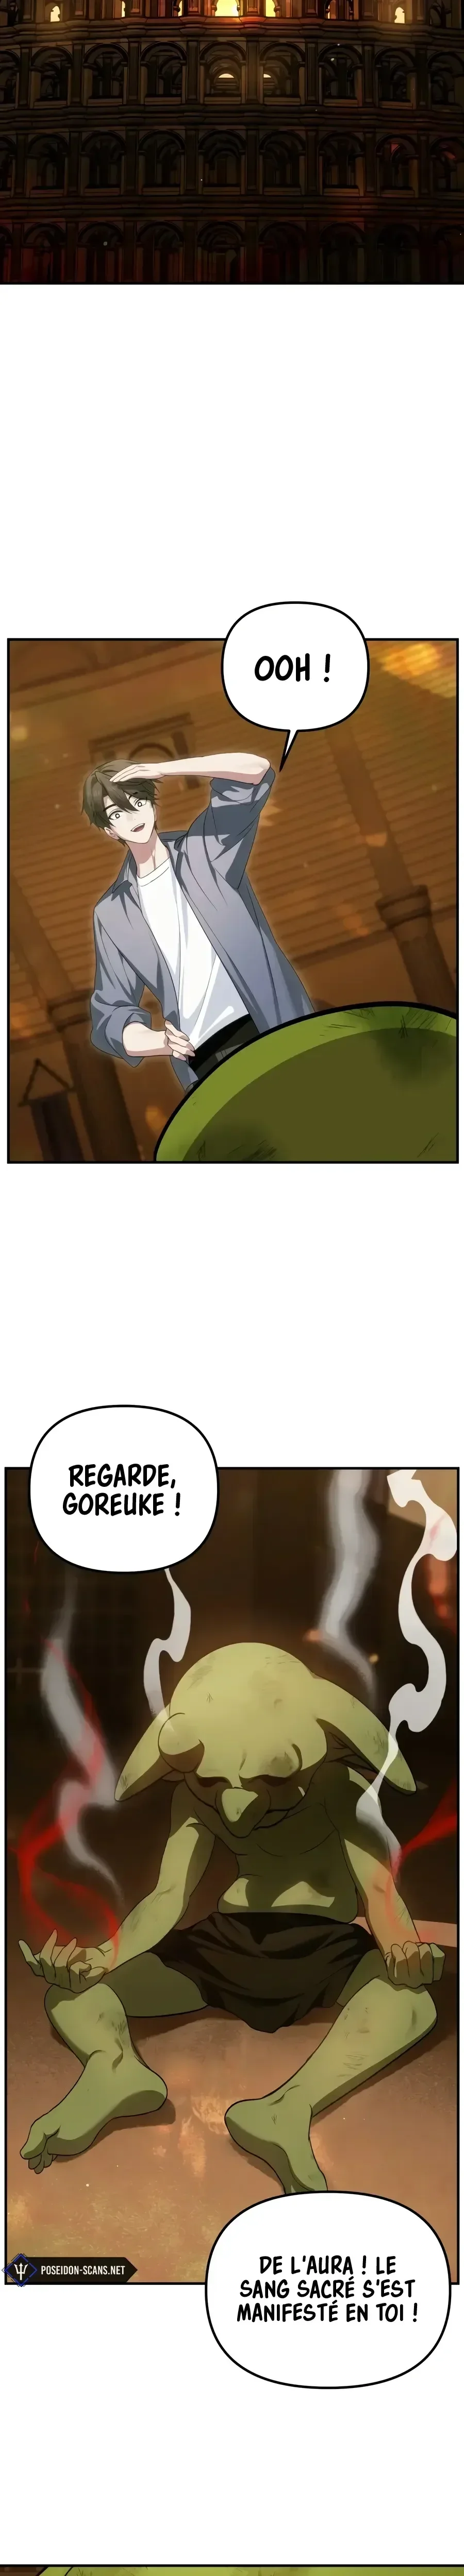 OOH !
REGARDE,
GOREUKE !
POSEIDON-SCANS.NET
DE L'AURA ! LE
SANG SACRÉ S'EST
MANIFESTÉ EN TOI !